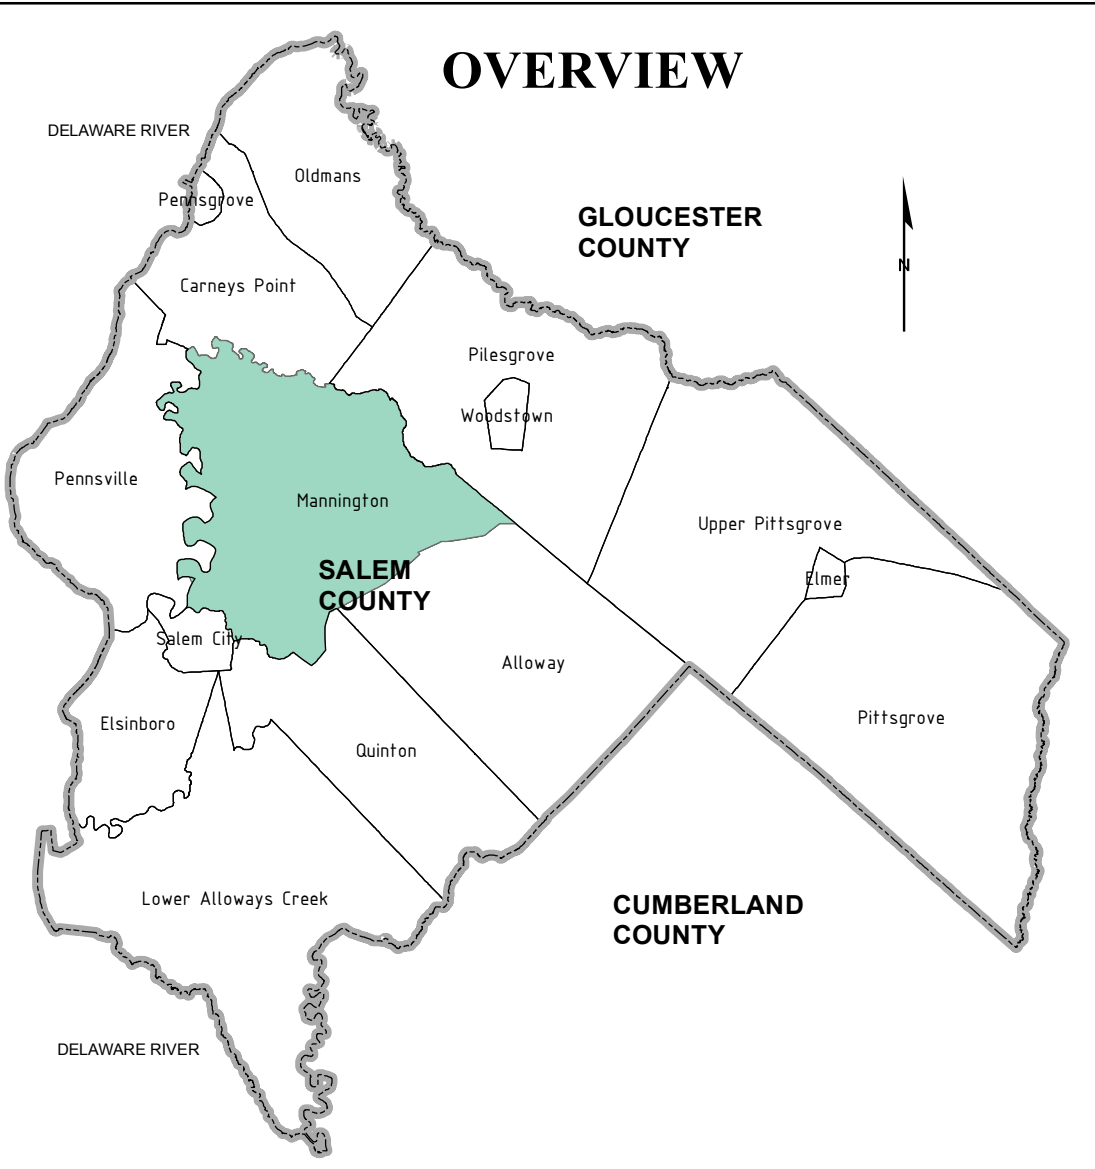 OVERVIEW
DELAWARE RIVER
Oldmans
Pennsgrove
GLOUCESTER
COUNTY
N
Carneys Point
Pilesgrove
Woodstown
Pennsville
Mannington
Upper Pittsgrove
SALEM
COUNTY
Elmer
Salem City
Alloway
Elsinboro
Pittsgrove
Quinton
Lower Alloways Creek
CUMBERLAND
COUNTY
DELAWARE RIVER